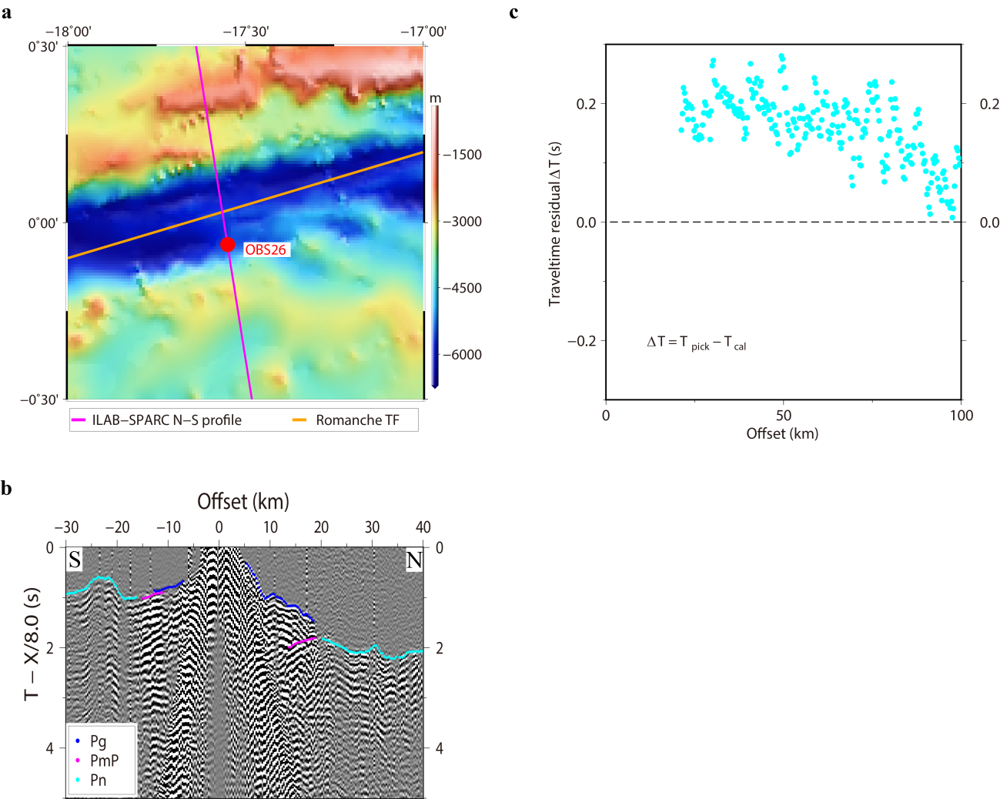 a
−18˚00'
−17˚30'
−17˚00'
0˚30'
0˚00'
−0˚30'
OBS26
m
−1500
−3000
−4500
−6000
ILAB−SPARC N−S profile
Romanche TF
c
Traveltime residual Δ T (s)
0.2
0.0
−0.2
0.2
0.0
ΔT = T pick − T cal
0
50
100
Offset (km)
b
Offset (km)
−30
−20
−10
0
10
20
30
40
T − X/8.0 (s)
0
2
4
0
2
4
S
N
Pg
PmP
Pn